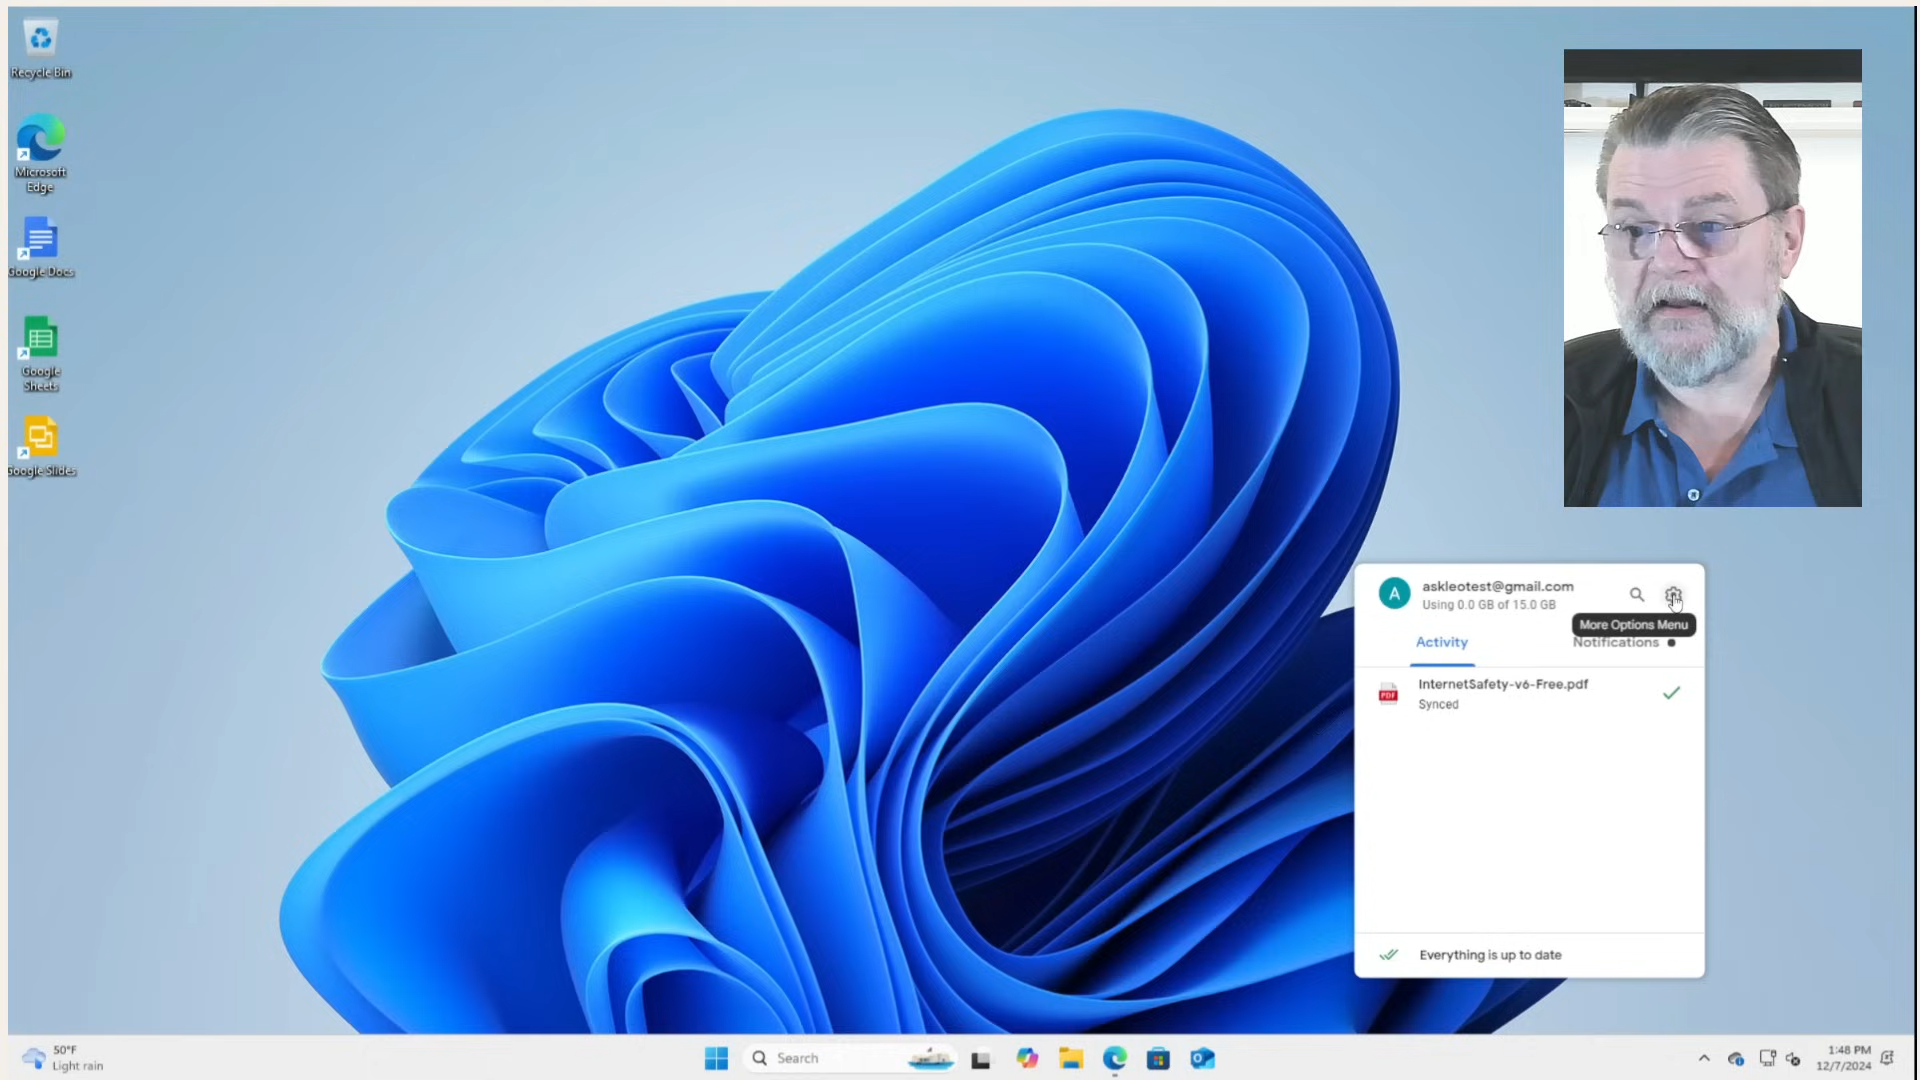 Recycle Bin
Microsoft
Edge
Google Docs
Google
Sheets
Google Slides
A
askleotest@gmail.com
Using 0.0 GB of 15.0 GB
More Options Menu
Activity
Notifications
PDF
InternetSafety-v6-Free.pdf
Synced
Everything is up to date
50°F
Light rain
Search
1:48 PM
12/7/2024